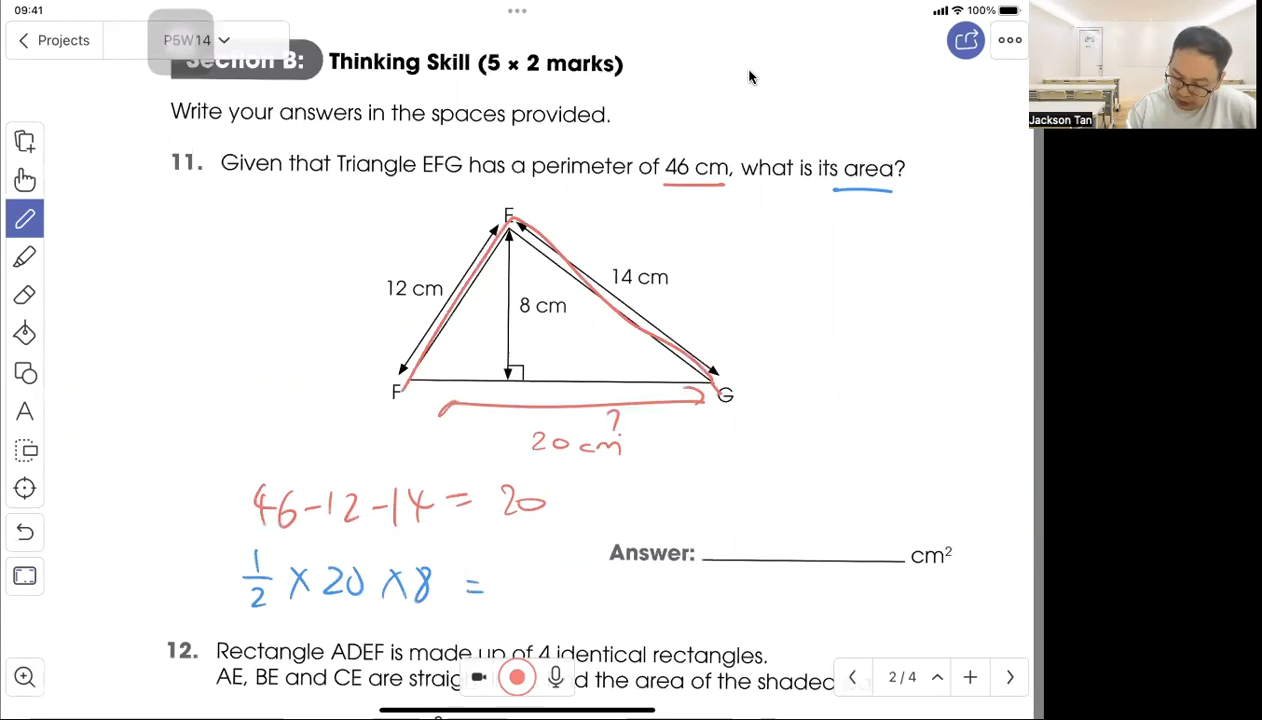 09:41
100%
Projects
P5W14
Jackson Tan
Section B: Thinking Skill (5 × 2 marks)
Write your answers in the spaces provided.
11. Given that Triangle EFG has a perimeter of 46 cm, what is its area?
E
12 cm
14 cm
8 cm
F
G
?
20 cm
46-12-14 = 20
Answer: ____________ cm²
1/2 × 20 × 8 =
12. Rectangle ADEF is made up of 4 identical rectangles.
AE, BE and CE are straig
d the area of the shaded
2 / 4
A